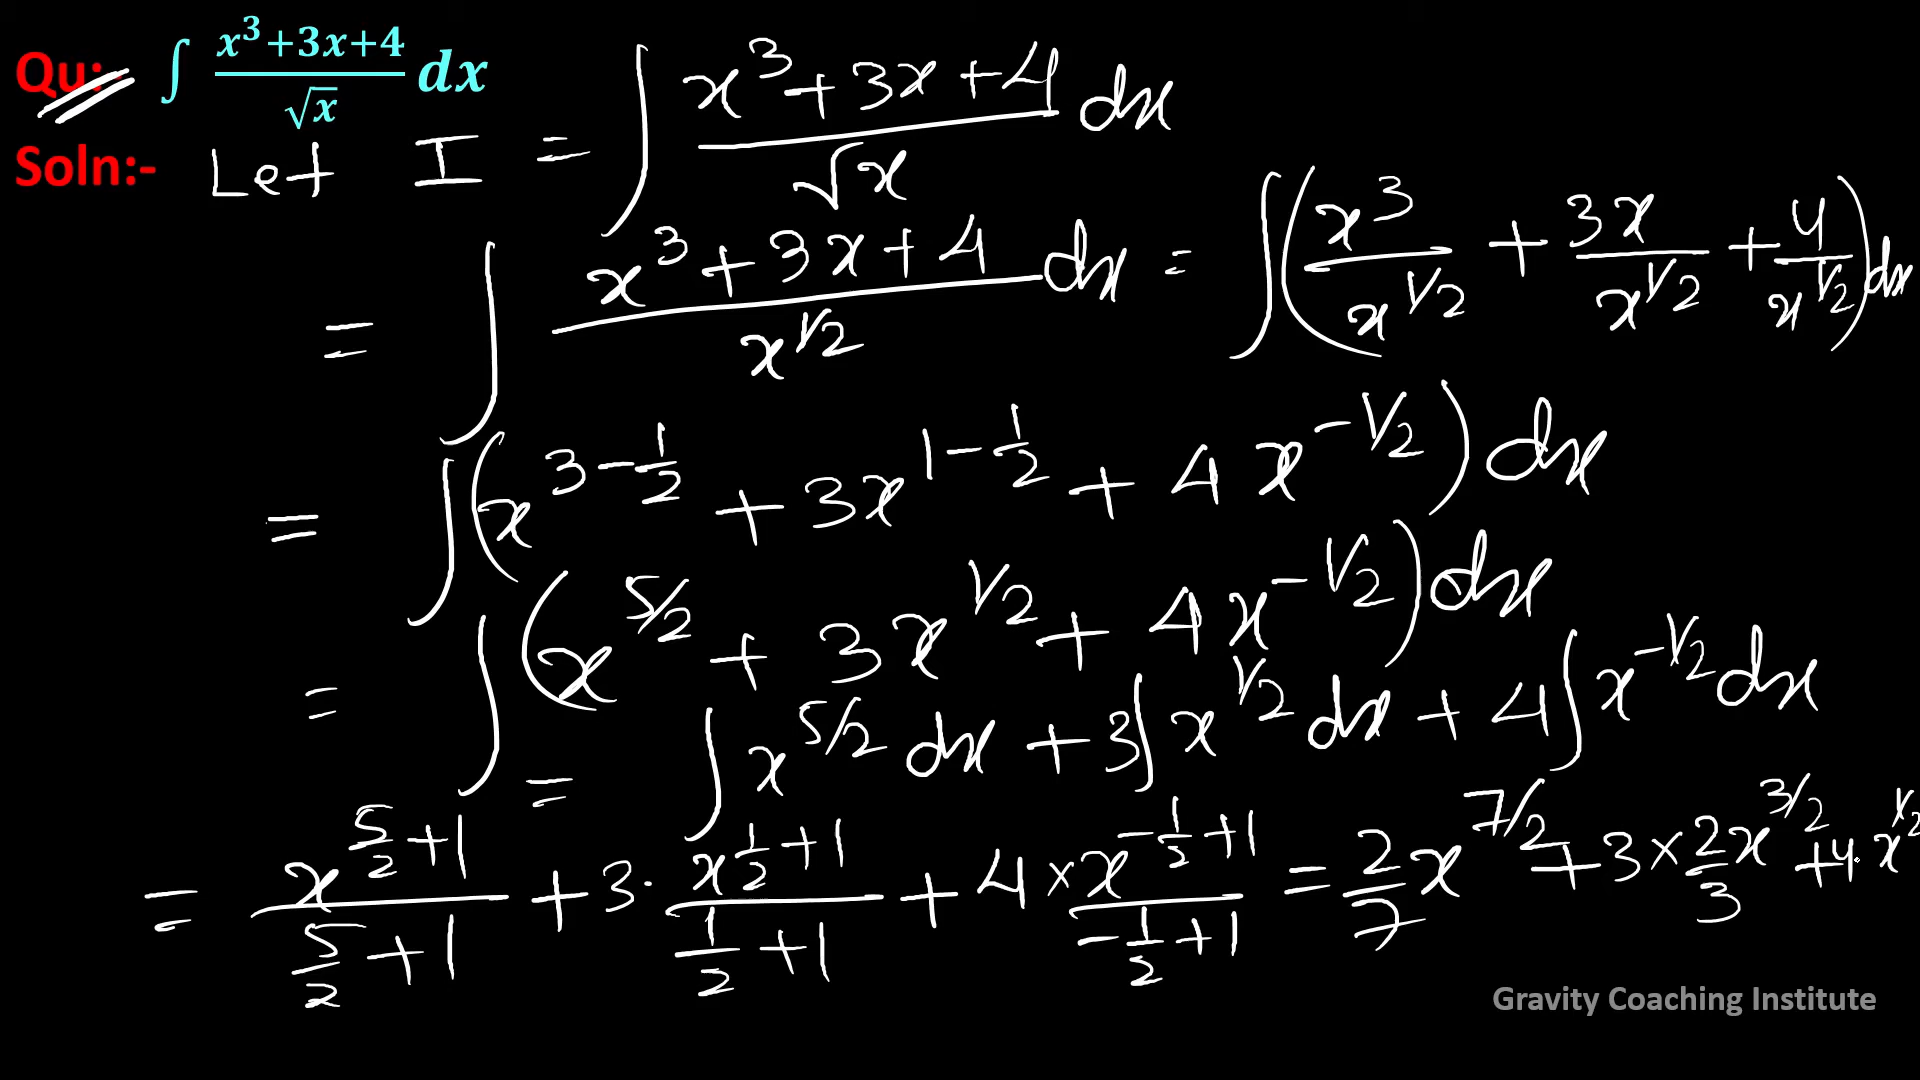 Qu:- ∫ (x³+3x+4)/√x dx
Soln:- Let I = ∫ (x³+3x+4)/√x dx
= ∫ (x³+3x+4)/x^(1/2) dx = ∫ (x³/x^(1/2) + 3x/x^(1/2) + 4/x^(1/2)) dx
= ∫ (x^(3-1/2) + 3x^(1-1/2) + 4x^(-1/2)) dx
= ∫ (x^(5/2) + 3x^(1/2) + 4x^(-1/2)) dx
= ∫ x^(5/2) dx + 3∫ x^(1/2) dx + 4∫ x^(-1/2) dx
= x^(5/2+1)/(5/2+1) + 3·x^(1/2+1)/(1/2+1) + 4×x^(-1/2+1)/(-1/2+1) = 2/7 x^(7/2) + 3×2/3 x^(3/2) + 4·x^(1/2)
Gravity Coaching Institute